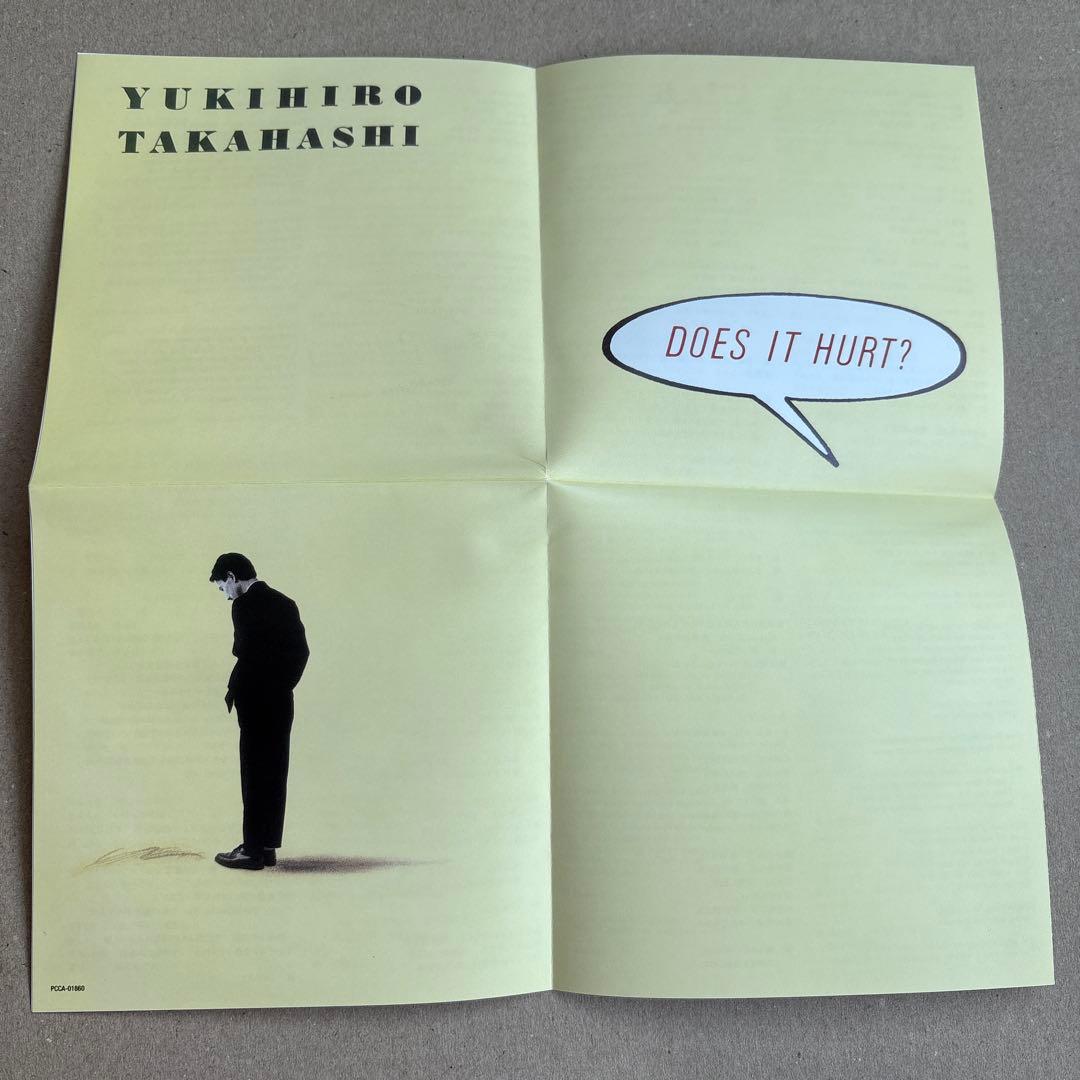 YUKIHIRO
TAKAHASHI
DOES IT HURT?
PCCA-01860